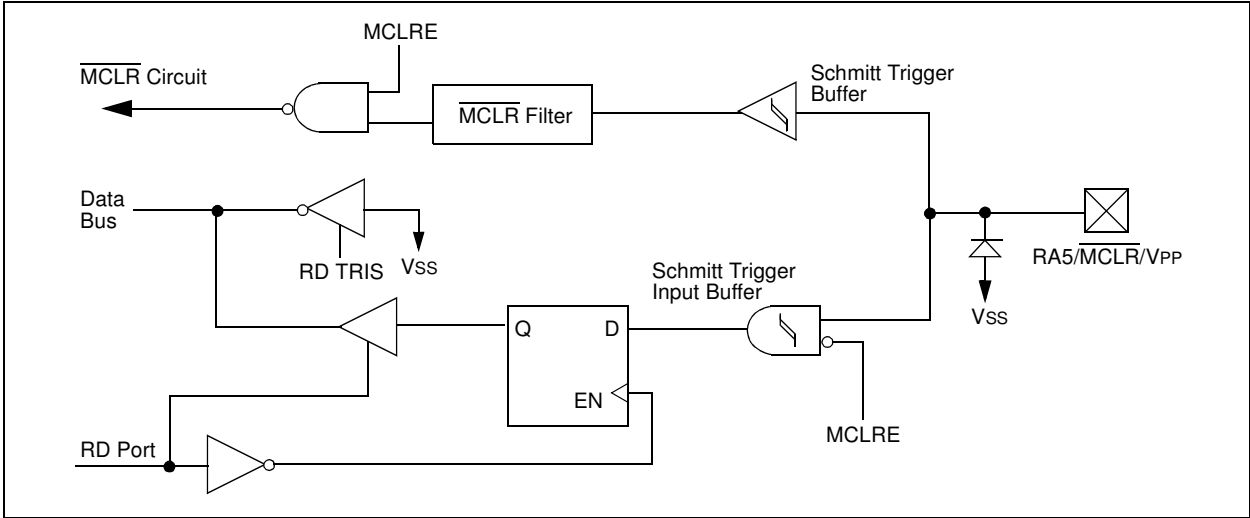 MCLRE
MCLR Circuit
Schmitt Trigger
Buffer
MCLR Filter
Data
Bus
RD TRIS
VSS
RA5/MCLR/VPP
Schmitt Trigger
Input Buffer
VSS
Q
D
EN
MCLRE
RD Port